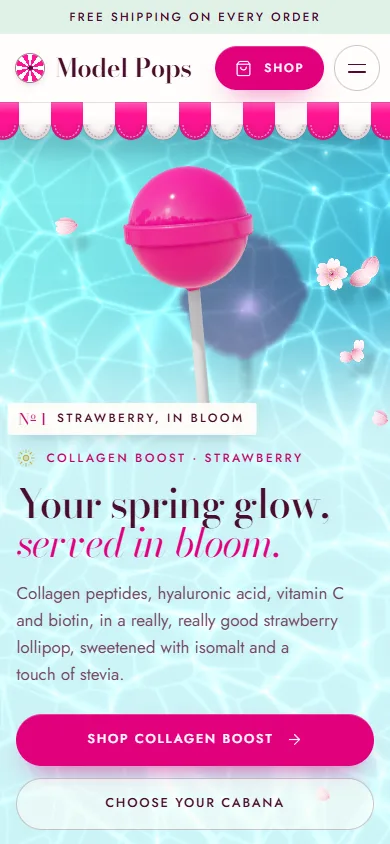 FREE SHIPPING ON EVERY ORDER
Model Pops
SHOP
Nº 1 STRAWBERRY, IN BLOOM
COLLAGEN BOOST · STRAWBERRY
Your spring glow,
served in bloom.
Collagen peptides, hyaluronic acid, vitamin C
and biotin, in a really, really good strawberry
lollipop, sweetened with isomalt and a
touch of stevia.
SHOP COLLAGEN BOOST →
CHOOSE YOUR CABANA